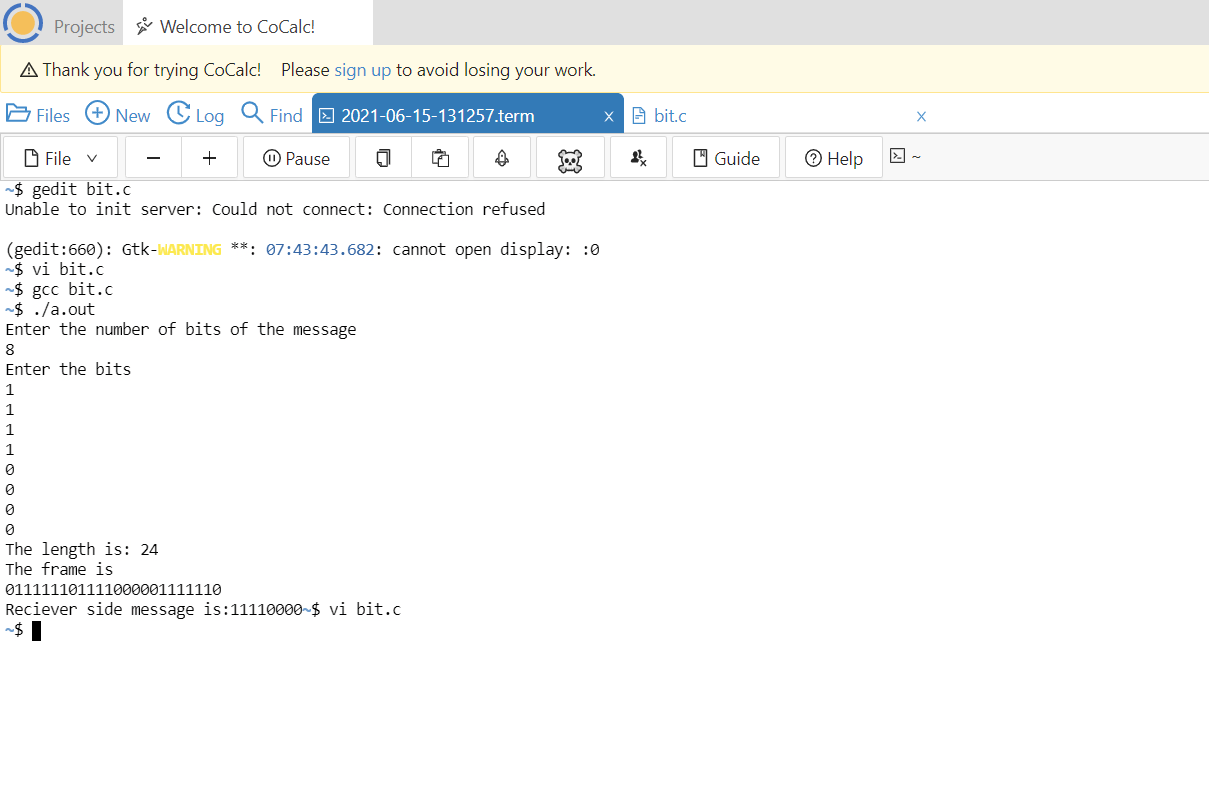 Projects Welcome to CoCalc!
Thank you for trying CoCalc! Please sign up to avoid losing your work.
Files New Log Find 2021-06-15-131257.term x bit.c x
File Pause Guide Help ~
~$ gedit bit.c
Unable to init server: Could not connect: Connection refused
(gedit:660): Gtk-WARNING **: 07:43:43.682: cannot open display: :0
~$ vi bit.c
~$ gcc bit.c
~$ ./a.out
Enter the number of bits of the message
8
Enter the bits
1
1
1
1
0
0
0
0
The length is: 24
The frame is
011111101111000001111110
Reciever side message is:11110000~$ vi bit.c
~$